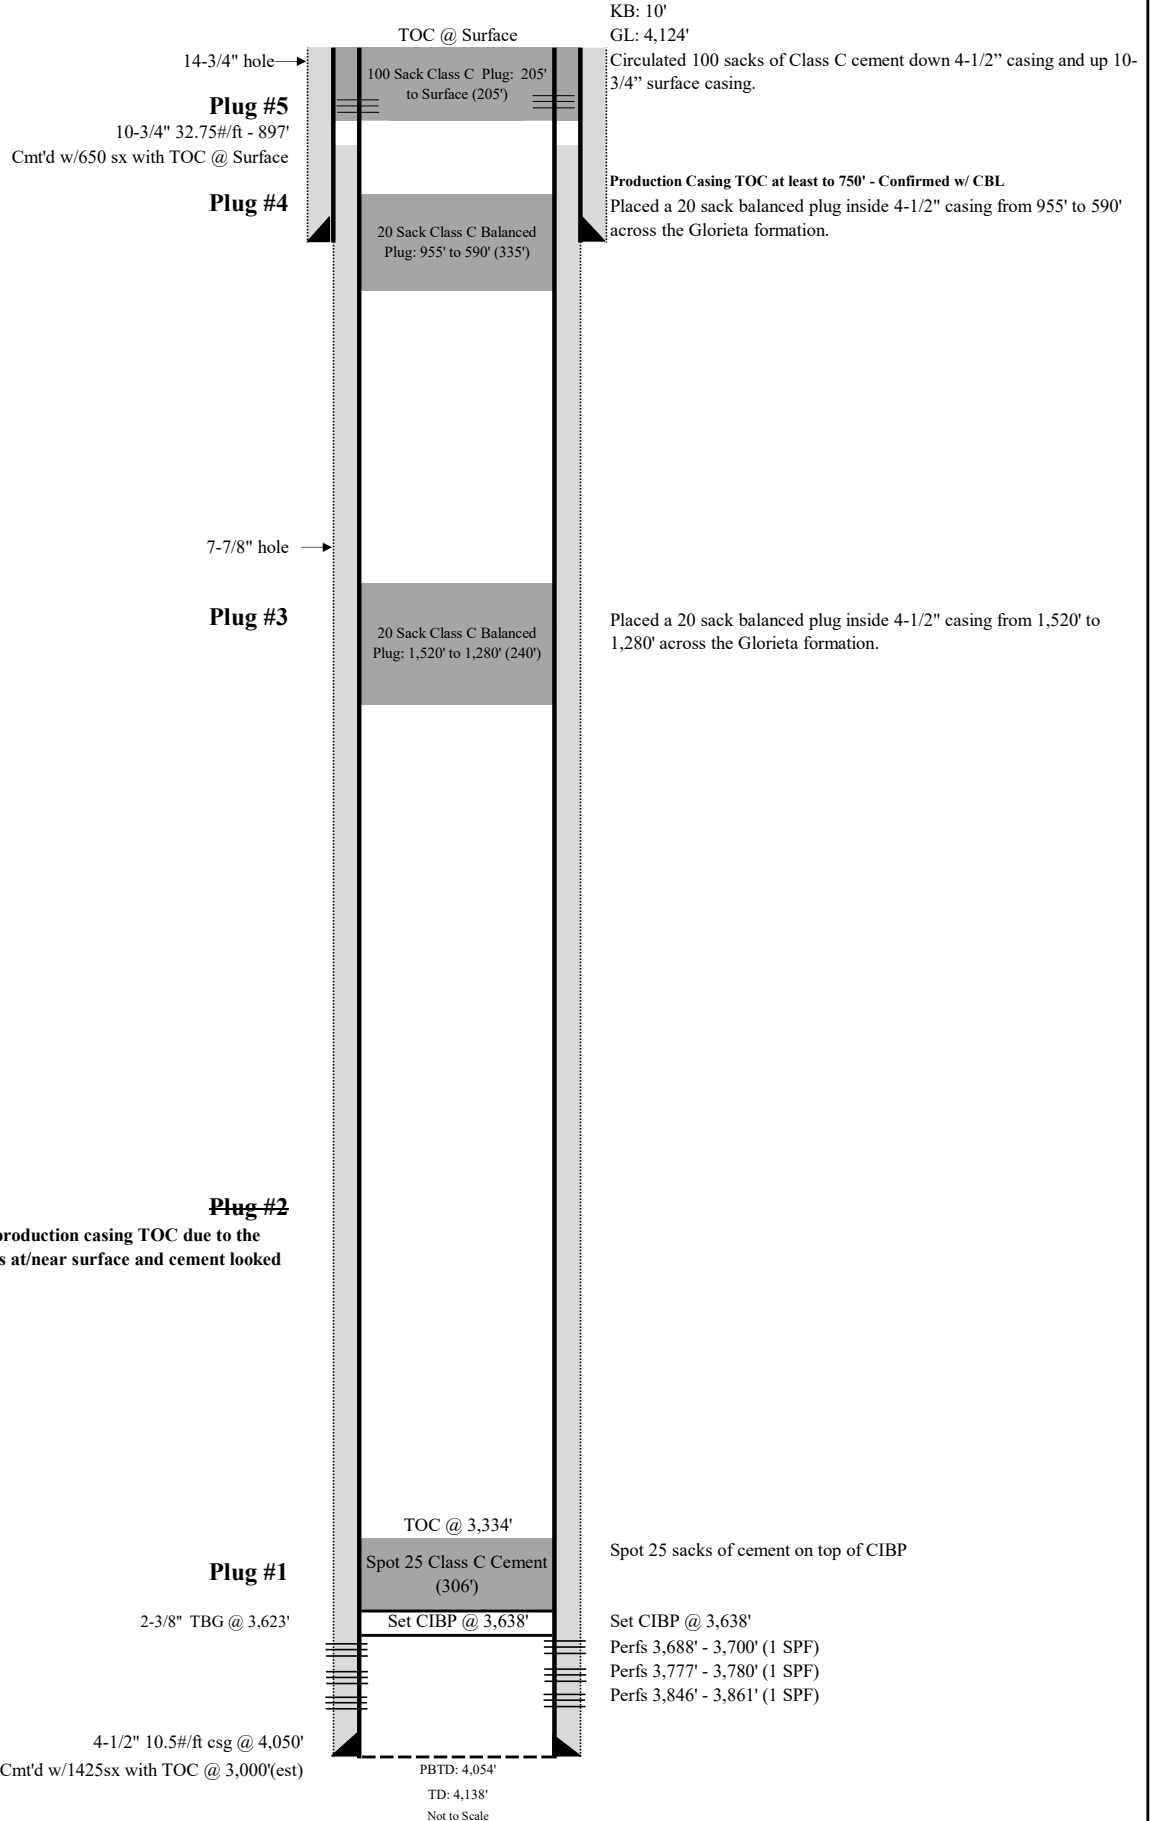 KB: 10'
TOC @ Surface
GL: 4,124'
14-3/4" hole
Circulated 100 sacks of Class C cement down 4-1/2” casing and up 10-
3/4” surface casing.
100 Sack Class C Plug: 205'
to Surface (205')
Plug #5
10-3/4" 32.75#/ft - 897'
Cmt'd w/650 sx with TOC @ Surface
Production Casing TOC at least to 750' - Confirmed w/ CBL
Plug #4
Placed a 20 sack balanced plug inside 4-1/2" casing from 955' to 590'
across the Glorieta formation.
20 Sack Class C Balanced
Plug: 955' to 590' (335')
7-7/8" hole
Plug #3
Placed a 20 sack balanced plug inside 4-1/2" casing from 1,520' to
1,280' across the Glorieta formation.
20 Sack Class C Balanced
Plug: 1,520' to 1,280' (240')
Plug #2
production casing TOC due to the
s at/near surface and cement looked
TOC @ 3,334'
Spot 25 Class C Cement
(306')
Spot 25 sacks of cement on top of CIBP
Plug #1
2-3/8" TBG @ 3,623'
Set CIBP @ 3,638'
Set CIBP @ 3,638'
Perfs 3,688' - 3,700' (1 SPF)
Perfs 3,777' - 3,780' (1 SPF)
Perfs 3,846' - 3,861' (1 SPF)
4-1/2" 10.5#/ft csg @ 4,050'
Cmt'd w/1425sx with TOC @ 3,000'(est)
PBTD: 4,054'
TD: 4,138'
Not to Scale